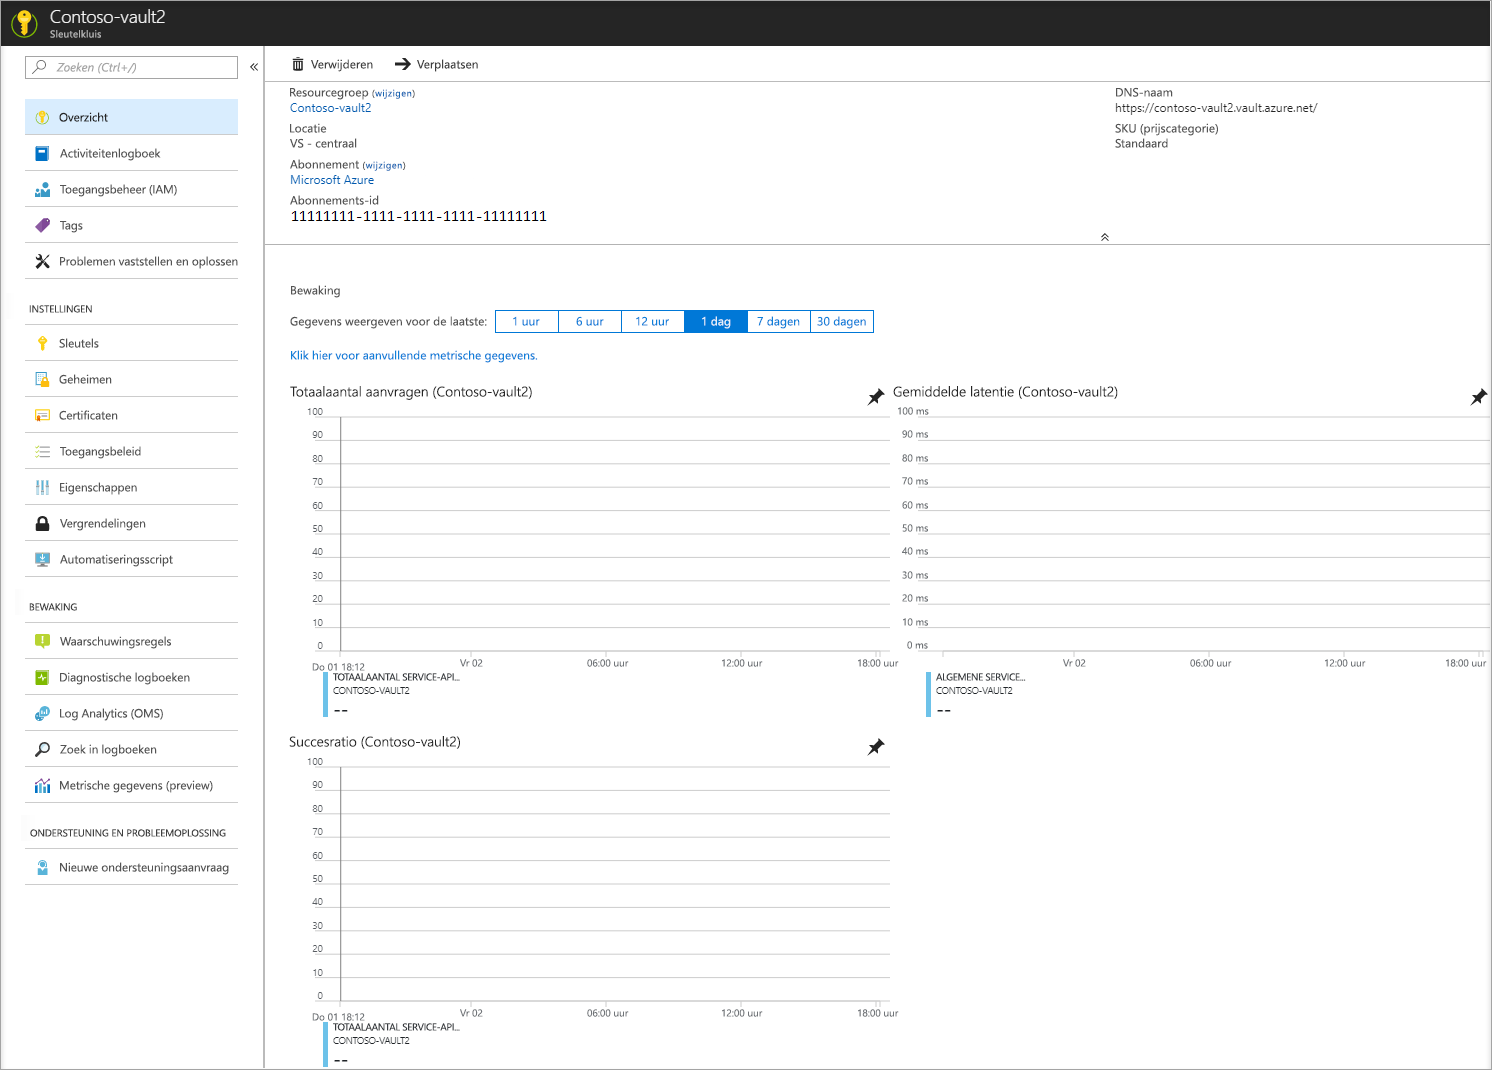 Contoso-vault2
Sleutelkluis
Zoeken (Ctrl+/)
«
Overzicht
Activiteitenlogboek
Toegangsbeheer (IAM)
Tags
Problemen vaststellen en oplossen
INSTELLINGEN
Sleutels
Geheimen
Certificaten
Toegangsbeleid
Eigenschappen
Vergrendelingen
Automatiseringsscript
BEWAKING
Waarschuwingsregels
Diagnostische logboeken
Log Analytics (OMS)
Zoek in logboeken
Metrische gegevens (preview)
ONDERSTEUNING EN PROBLEEMOPLOSSING
Nieuwe ondersteuningsaanvraag
Verwijderen Verplaatsen
Resourcegroep (wijzigen)
Contoso-vault2
Locatie
VS - centraal
Abonnement (wijzigen)
Microsoft Azure
Abonnements-id
11111111-1111-1111-1111-11111111
DNS-naam
https://contoso-vault2.vault.azure.net/
SKU (prijscategorie)
Standaard
Bewaking
Gegevens weergeven voor de laatste: 1 uur 6 uur 12 uur 1 dag 7 dagen 30 dagen
Klik hier voor aanvullende metrische gegevens.
Totaalaantal aanvragen (Contoso-vault2)
100
90
80
70
60
50
40
30
20
10
0
Do 01 18:12 Vr 02 06:00 uur 12:00 uur 18:00 uur
TOTAALAANTAL SERVICE-API...
CONTOSO-VAULT2
--
Gemiddelde latentie (Contoso-vault2)
100 ms
90 ms
80 ms
70 ms
60 ms
50 ms
40 ms
30 ms
20 ms
10 ms
0 ms
Vr 02 06:00 uur 12:00 uur 18:00 uur
ALGEMENE SERVICE...
CONTOSO-VAULT2
--
Succesratio (Contoso-vault2)
100
90
80
70
60
50
40
30
20
10
0
Do 01 18:12 Vr 02 06:00 uur 12:00 uur 18:00 uur
TOTAALAANTAL SERVICE-API...
CONTOSO-VAULT2
--